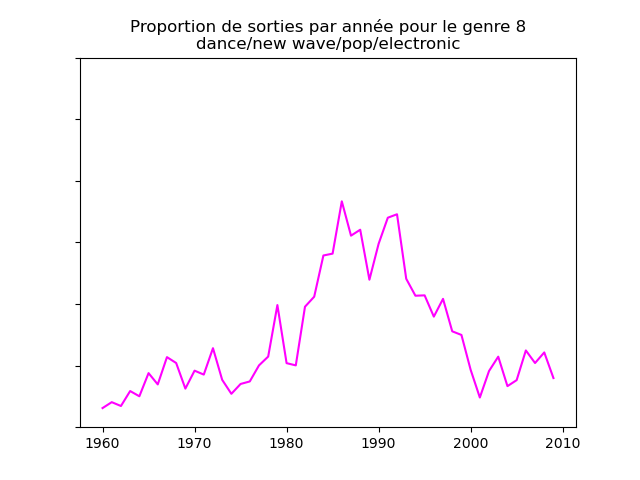 Proportion de sorties par année pour le genre 8
dance/new wave/pop/electronic
1960 1970 1980 1990 2000 2010